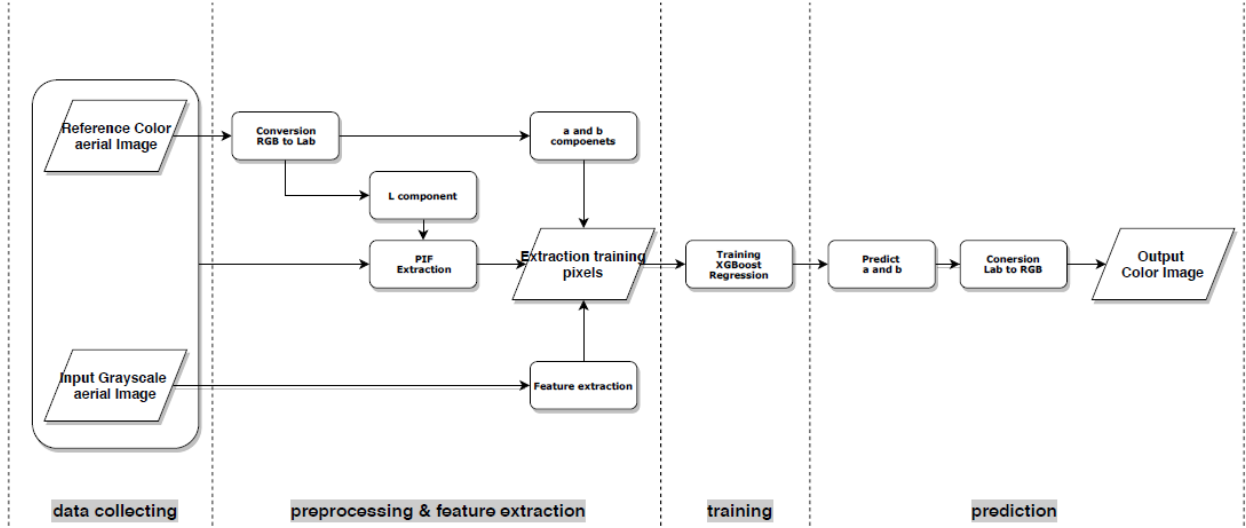 Reference Color
aerial Image
Conversion
RGB to Lab
a and b
compoenets
L component
PIF
Extraction
Extraction training
pixels
Training
XGBoost
Regression
Predict
a and b
Conersion
Lab to RGB
Output
Color Image
Input Grayscale
aerial Image
Feature extraction
data collecting
preprocessing & feature extraction
training
prediction